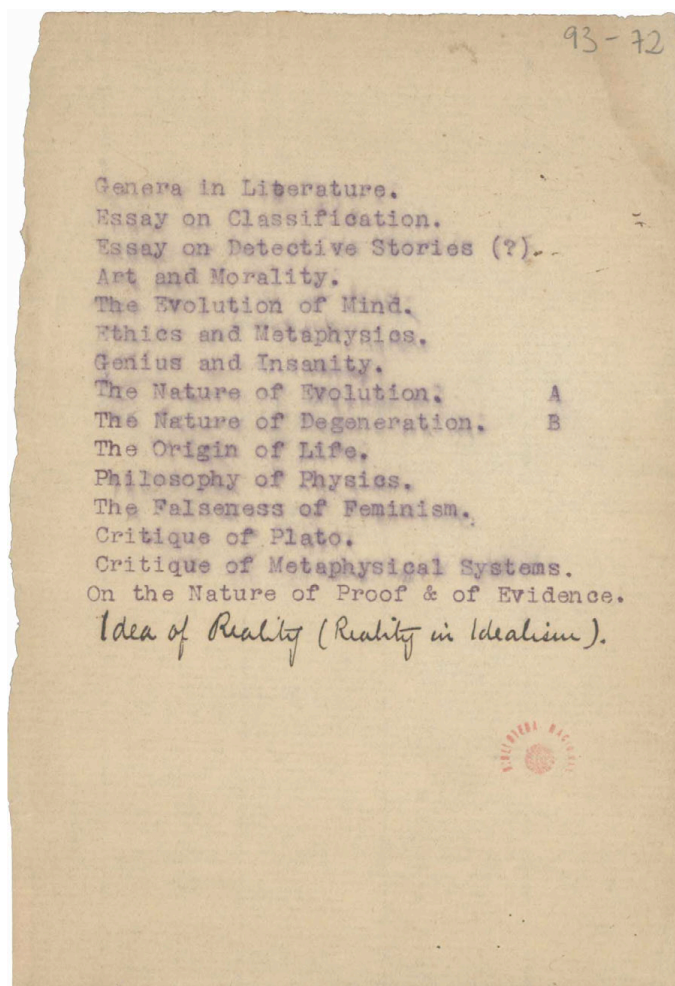 93-72
Genera in Literature.
Essay on Classification.
Essay on Detective Stories (?).
Art and Morality.
The Evolution of Mind.
Ethics and Metaphysics.
Genius and Insanity.
The Nature of Evolution. A
The Nature of Degeneration. B
The Origin of Life.
Philosophy of Physics.
The Falseness of Feminism.
Critique of Plato.
Critique of Metaphysical Systems.
On the Nature of Proof & of Evidence.
Idea of Reality (Reality in Idealism).
BIBLIOTECA NACIONAL